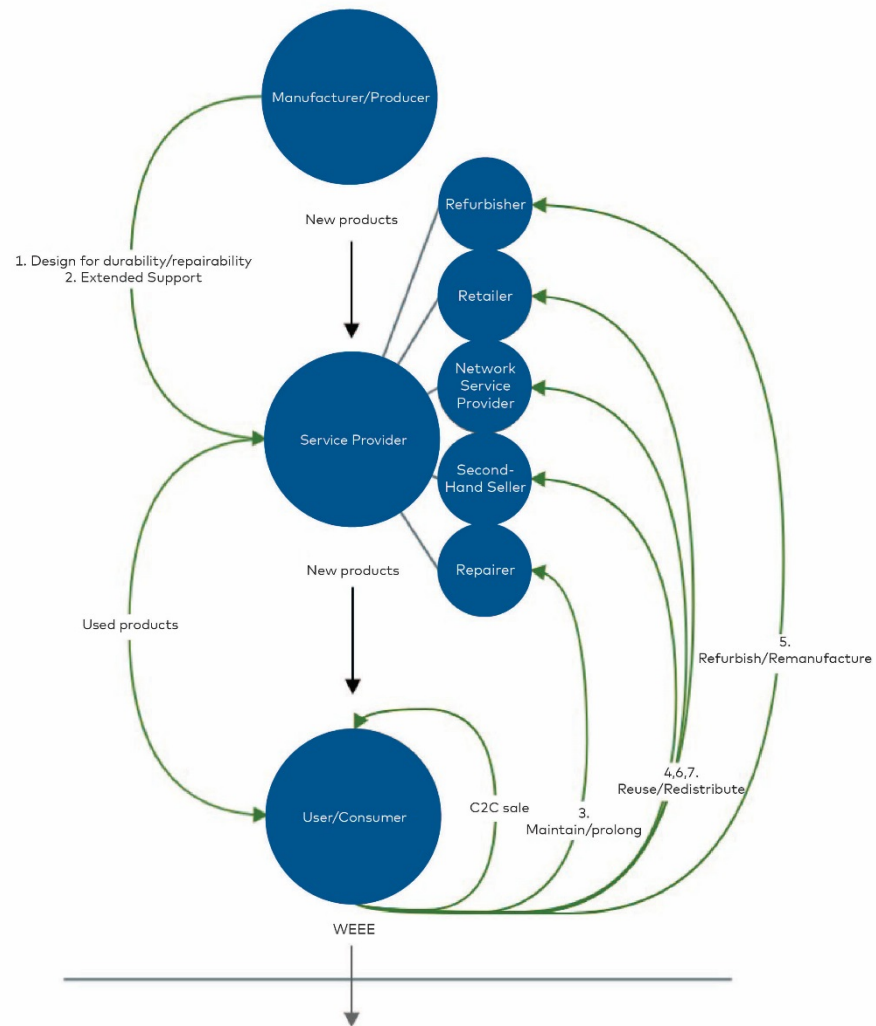 Manufacturer/Producer
Refurbisher
New products
1. Design for durability/repairability
2. Extended Support
Retailer
Network
Service
Provider
Service Provider
Second-
Hand Seller
New products
Repairer
Used products
5.
Refurbish/Remanufacture
4,6,7.
Reuse/Redistribute
C2C sale
3.
Maintain/prolong
User/Consumer
WEEE